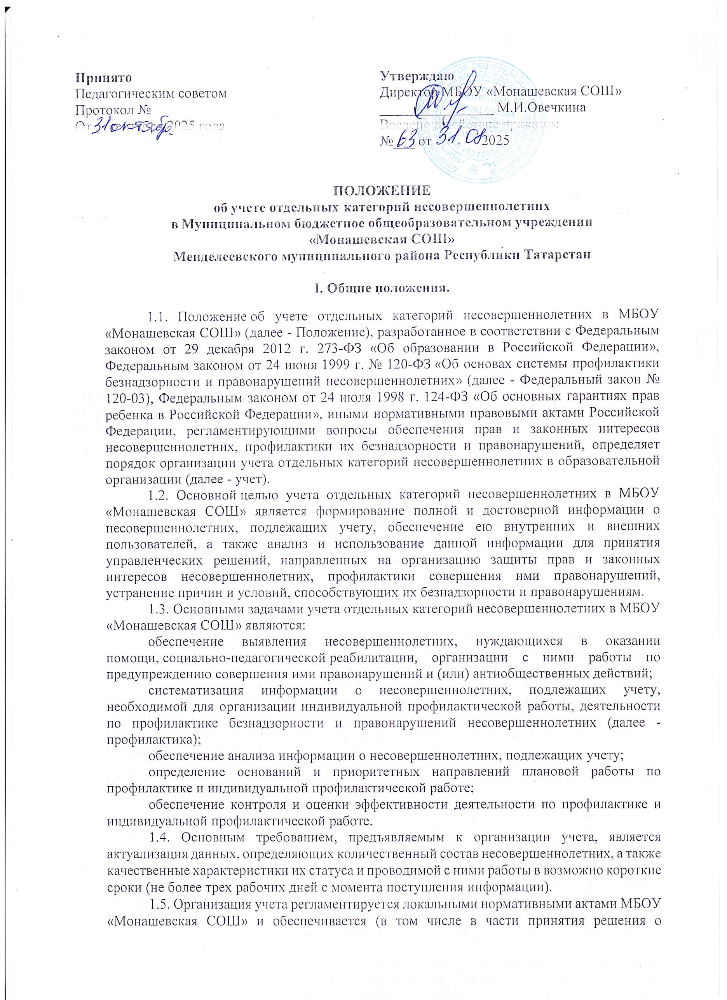 Принято
Педагогическим советом
Протокол №
От 31 октябр 2025 года
Утверждаю
Директор МБОУ «Монашевская СОШ»
М.И.Овечкина
Введено в действие приказом
№ 63 от 31.08 2025
ПОЛОЖЕНИЕ
об учете отдельных категорий несовершеннолетних
в Муниципальном бюджетное общеобразовательном учреждении
«Монашевская СОШ»
Менделеевского муниципального района Республики Татарстан
I. Общие положения.
1.1. Положение об учете отдельных категорий несовершеннолетних в МБОУ
«Монашевская СОШ» (далее - Положение), разработанное в соответствии с Федеральным
законом от 29 декабря 2012 г. 273-ФЗ «Об образовании в Российской Федерации»,
Федеральным законом от 24 июня 1999 г. № 120-ФЗ «Об основах системы профилактики
безнадзорности и правонарушений несовершеннолетних» (далее - Федеральный закон №
120-03), Федеральным законом от 24 июля 1998 г. 124-ФЗ «Об основных гарантиях прав
ребенка в Российской Федерации», иными нормативными правовыми актами Российской
Федерации, регламентирующими вопросы обеспечения прав и законных интересов
несовершеннолетних, профилактики их безнадзорности и правонарушений, определяет
порядок организации учета отдельных категорий несовершеннолетних в образовательной
организации (далее - учет).
1.2. Основной целью учета отдельных категорий несовершеннолетних в МБОУ
«Монашевская СОШ» является формирование полной и достоверной информации о
несовершеннолетних, подлежащих учету, обеспечение ею внутренних и внешних
пользователей, а также анализ и использование данной информации для принятия
управленческих решений, направленных на организацию защиты прав и законных
интересов несовершеннолетних, профилактики совершения ими правонарушений,
устранение причин и условий, способствующих их безнадзорности и правонарушениям.
1.3. Основными задачами учета отдельных категорий несовершеннолетних в МБОУ
«Монашевская СОШ» являются:
обеспечение выявления несовершеннолетних, нуждающихся в оказании
помощи, социально-педагогической реабилитации, организации с ними работы по
предупреждению совершения ими правонарушений и (или) антиобщественных действий;
систематизация информации о несовершеннолетних, подлежащих учету,
необходимой для организации индивидуальной профилактической работы, деятельности
по профилактике безнадзорности и правонарушений несовершеннолетних (далее -
профилактика);
обеспечение анализа информации о несовершеннолетних, подлежащих учету;
определение оснований и приоритетных направлений плановой работы по
профилактике и индивидуальной профилактической работе;
обеспечение контроля и оценки эффективности деятельности по профилактике и
индивидуальной профилактической работе.
1.4. Основным требованием, предъявляемым к организации учета, является
актуализация данных, определяющих количественный состав несовершеннолетних, а также
качественные характеристики их статуса и проводимой с ними работы в возможно короткие
сроки (не более трех рабочих дней с момента поступления информации).
1.5. Организация учета регламентируется локальными нормативными актами МБОУ
«Монашевская СОШ» и обеспечивается (в том числе в части принятия решения о